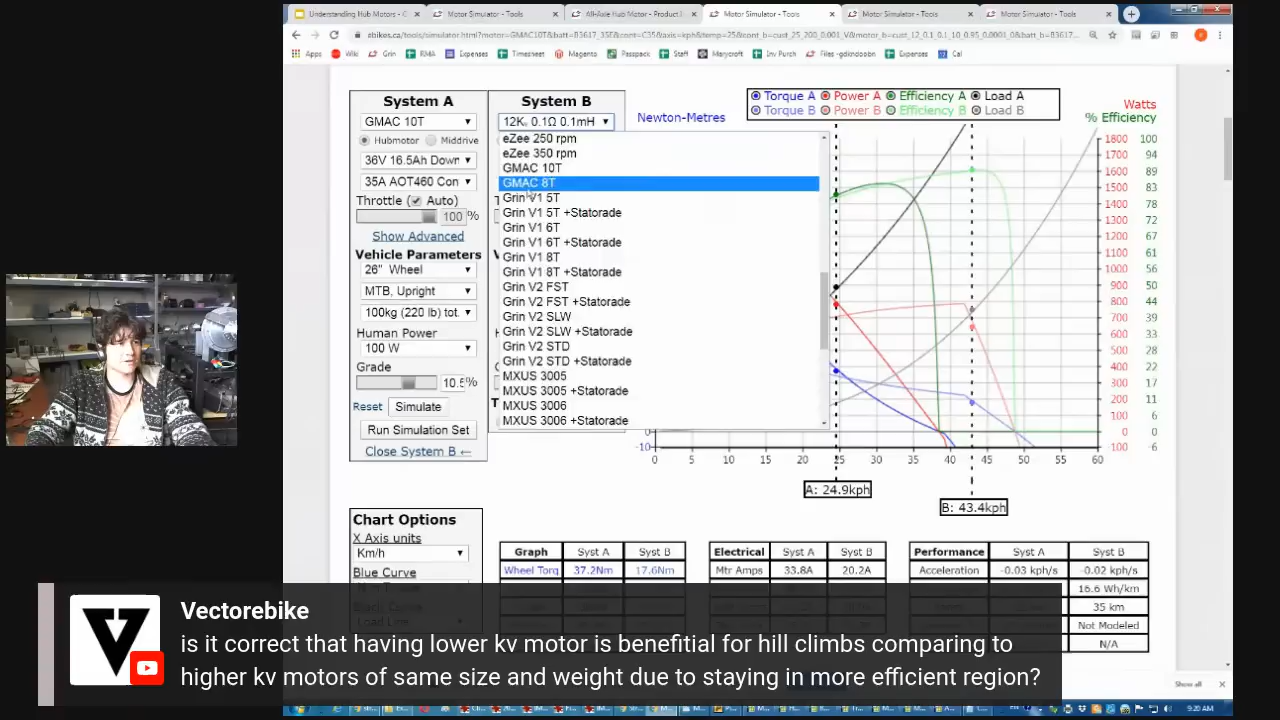 Understanding Hub Motors - G
Motor Simulator - Tools
All-Axle Hub Motor - Product I
Motor Simulator - Tools
Motor Simulator - Tools
Motor Simulator - Tools
Apps
Wiki
Grin
RMA
Expenses
Timesheet
Magento
Passpack
Staff
Marycroft
Inv Purch
Expenses
Cal
System A
System B
GMAC 10T
12Kᵥ 0.1Ω 0.1mH
Hubmotor
Middrive
36V 16.5Ah Down
35A AOT460 Con
Throttle ( Auto)
100 %
Show Advanced
Vehicle Parameters
26" Wheel
MTB, Upright
100kg (220 lb) tot.
Human Power
100 W
Grade
10.5%
Reset
Simulate
Run Simulation Set
Close System B ←
eZee 250 rpm
eZee 350 rpm
GMAC 10T
GMAC 8T
Grin V1 5T
Grin V1 5T +Statorade
Grin V1 6T
Grin V1 6T +Statorade
Grin V1 8T
Grin V1 8T +Statorade
Grin V2 FST
Grin V2 FST +Statorade
Grin V2 SLW
Grin V2 SLW +Statorade
Grin V2 STD
Grin V2 STD +Statorade
MXUS 3005
MXUS 3005 +Statorade
MXUS 3006
MXUS 3006 +Statorade
Newton-Metres
Torque A
Power A
Efficiency A
Load A
Torque B
Power B
Efficiency B
Load B
Watts
% Efficiency
1800 100
1700 94
1600 89
1500 83
1400 78
1300 72
1200 67
1100 61
1000 56
900 50
800 44
700 39
600 33
500 28
400 22
300 17
200 11
100 6
0 0
-100 -6
0
-10
0 5 10 15 20 25 30 35 40 45 50 55 60
A: 24.9kph
B: 43.4kph
Chart Options
X Axis units
Km/h
Blue Curve
Graph Syst A Syst B
Wheel Torq 37.2Nm 17.6Nm
Electrical Syst A Syst B
Mtr Amps 33.8A 20.2A
Performance Syst A Syst B
Acceleration -0.03 kph/s -0.02 kph/s
16.6 Wh/km
35 km
Not Modeled
N/A
Vectorebike
is it correct that having lower kv motor is benefitial for hill climbs comparing to
higher kv motors of same size and weight due to staying in more efficient region?
Show all
9:20 AM